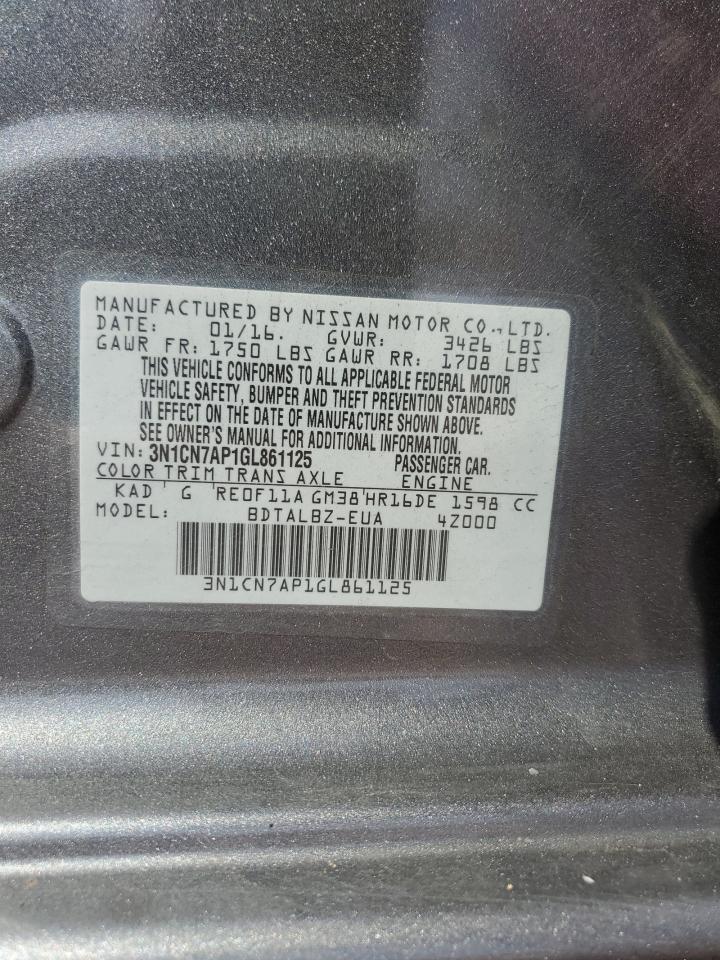 MANUFACTURED BY NISSAN MOTOR CO., LTD.
DATE: 01/16. GVWR: 3426 LBS
GAWR FR: 1750 LBS GAWR RR: 1708 LBS
THIS VEHICLE CONFORMS TO ALL APPLICABLE FEDERAL MOTOR
VEHICLE SAFETY, BUMPER AND THEFT PREVENTION STANDARDS
IN EFFECT ON THE DATE OF MANUFACTURE SHOWN ABOVE.
SEE OWNER'S MANUAL FOR ADDITIONAL INFORMATION.
VIN: 3N1CN7AP1GL861125 PASSENGER CAR.
COLOR TRIM TRANS AXLE ENGINE
KAD G RE0F11A GM38 HR16DE 1598 CC
MODEL: BDTALBZ-EUA 4Z000
3N1CN7AP1GL861125